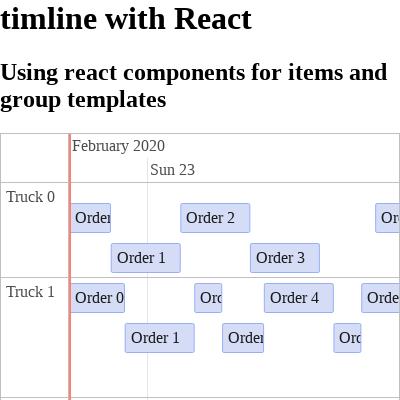 timline with React
Using react components for items and
group templates
February 2020
Sun 23
Truck 0
Order
Order 2
Or
Order 1
Order 3
Truck 1
Order 0
Orc
Order 4
Orde
Order 1
Order
Orc